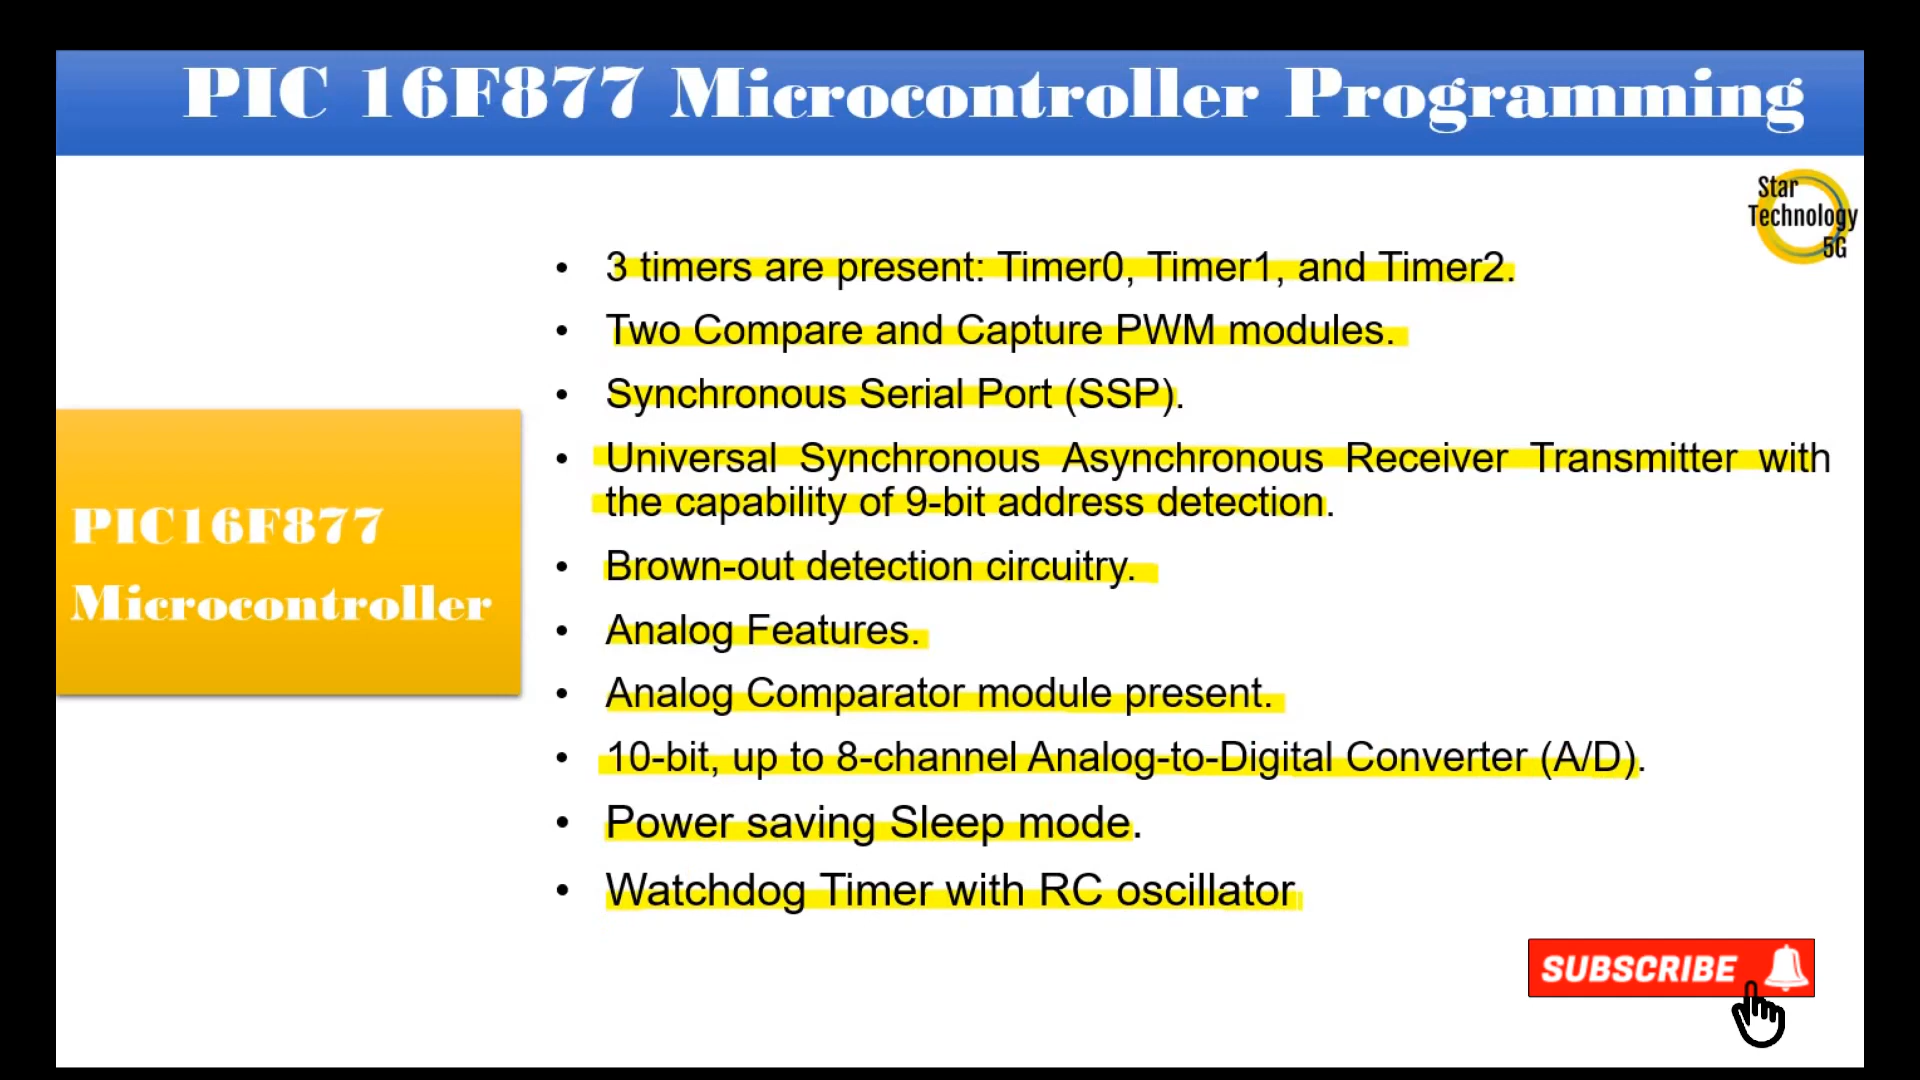 PIC 16F877 Microcontroller Programming
Star
Technology
5G
• 3 timers are present: Timer0, Timer1, and Timer2.
• Two Compare and Capture PWM modules.
• Synchronous Serial Port (SSP).
• Universal Synchronous Asynchronous Receiver Transmitter with
the capability of 9-bit address detection.
• Brown-out detection circuitry.
• Analog Features.
• Analog Comparator module present.
• 10-bit, up to 8-channel Analog-to-Digital Converter (A/D).
• Power saving Sleep mode.
• Watchdog Timer with RC oscillator
PIC16F877
Microcontroller
SUBSCRIBE